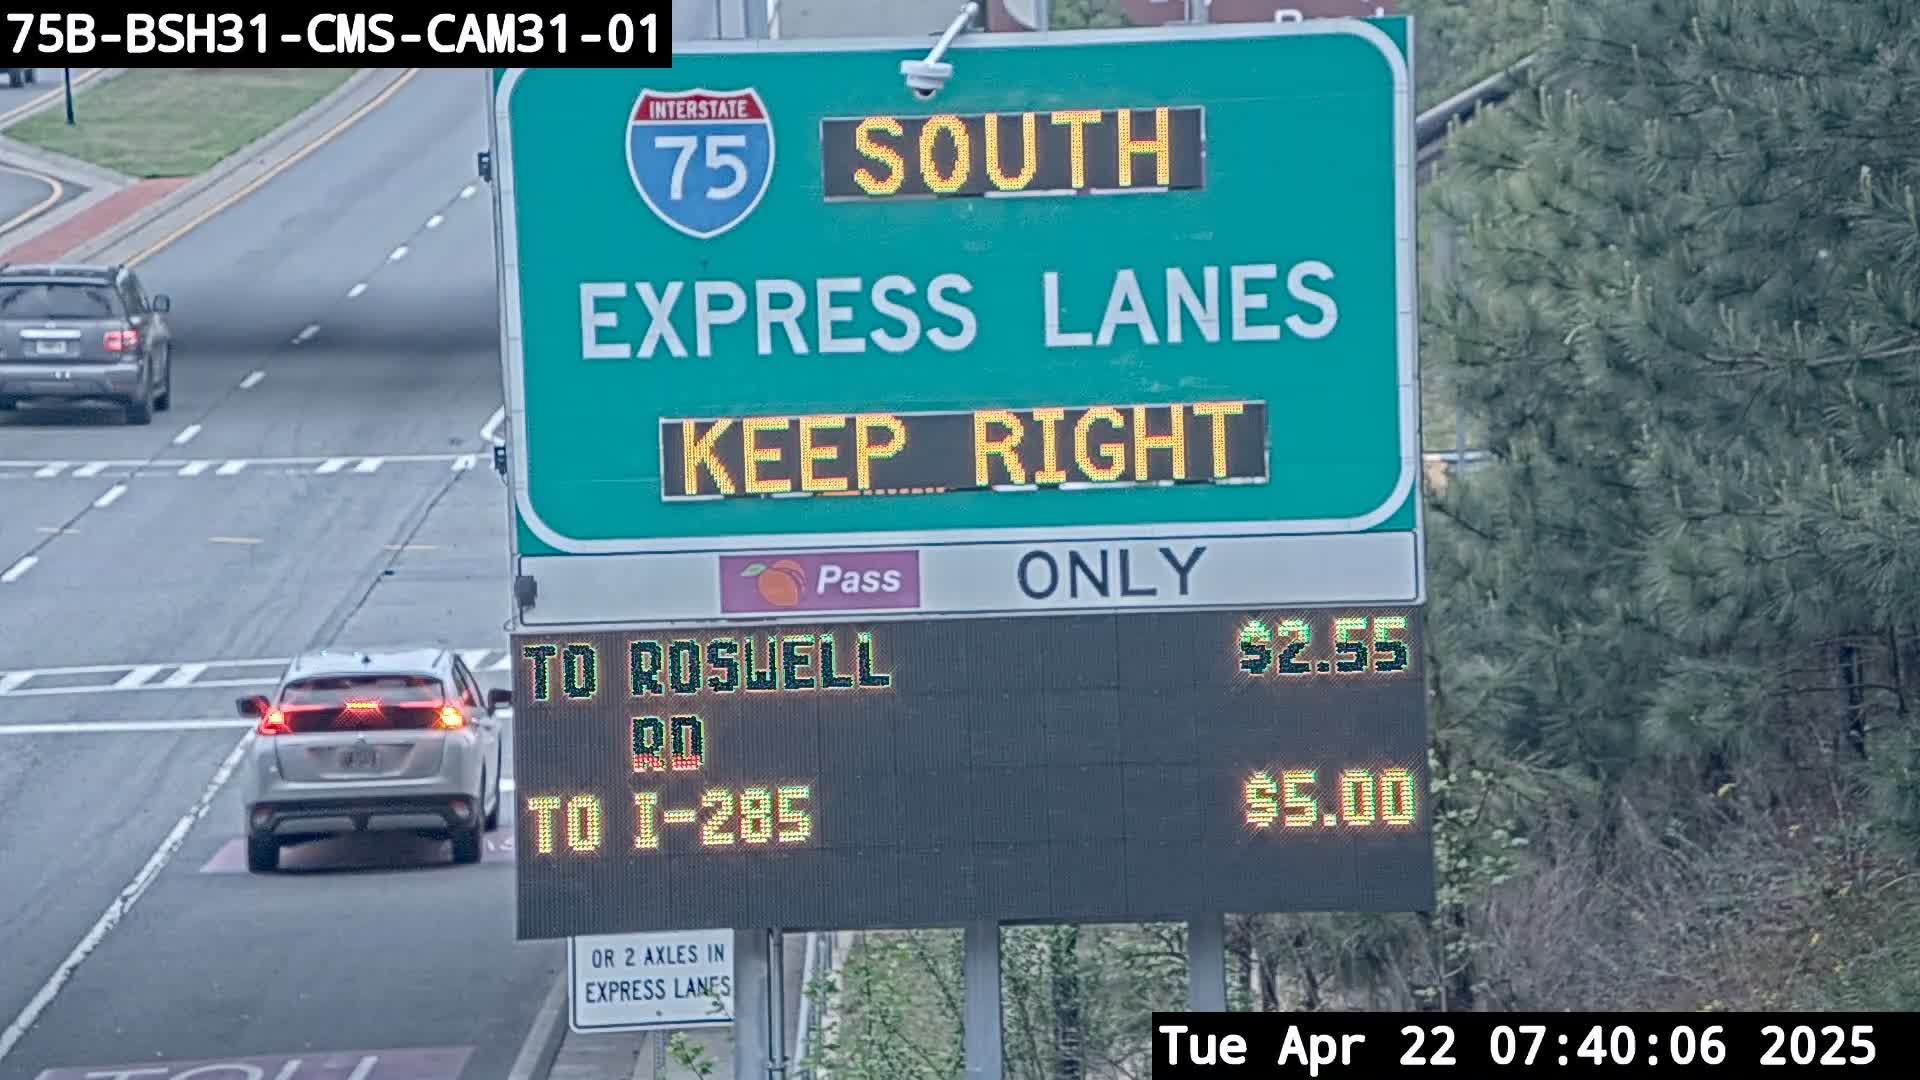 75B-BSH31-CMS-CAM31-01
INTERSTATE
75
SOUTH
EXPRESS LANES
KEEP RIGHT
Pass ONLY
TO ROSWELL $2.55
RD
TO I-285 $5.00
OR 2 AXLES IN
EXPRESS LANES
TOLL
Tue Apr 22 07:40:06 2025